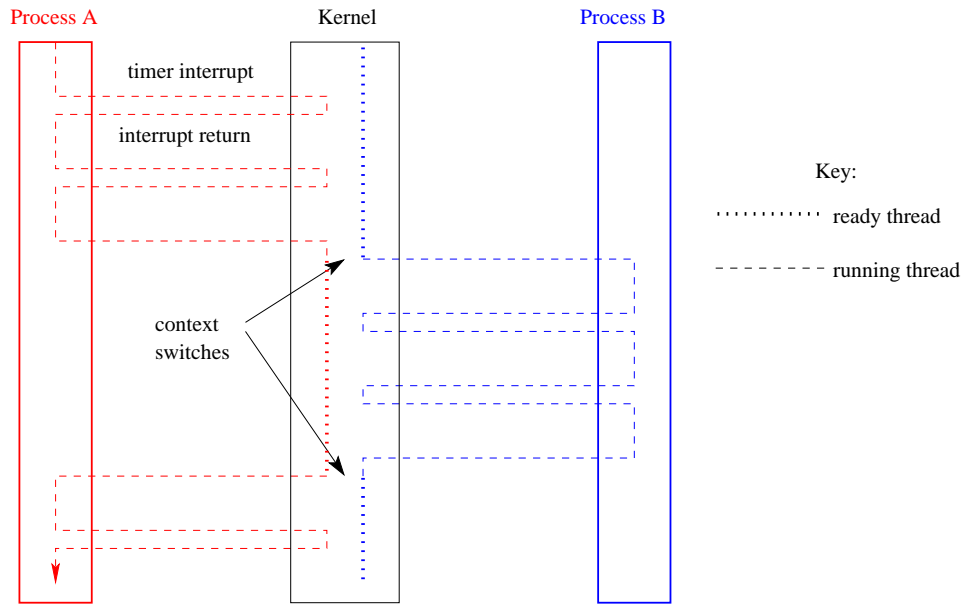 Process A
Kernel
Process B
timer interrupt
interrupt return
Key:
ready thread
running thread
context
switches